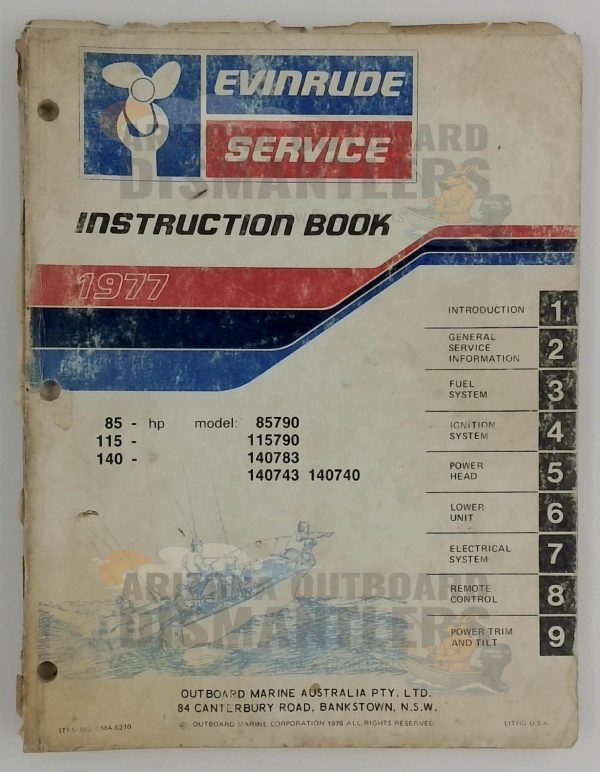 EVINRUDE
SERVICE
INSTRUCTION BOOK
1977
INTRODUCTION 1
GENERAL
SERVICE
INFORMATION 2
FUEL
SYSTEM 3
IGNITION
SYSTEM 4
POWER
HEAD 5
LOWER
UNIT 6
ELECTRICAL
SYSTEM 7
REMOTE
CONTROL 8
POWER TRIM
AND TILT 9
85 - hp model: 85790
115 - 115790
140 - 140783
140743 140740
ARIZONA OUTBOARD
DISMANTLERS
ARIZONA OUTBOARD
DISMANTLERS
OUTBOARD MARINE AUSTRALIA PTY. LTD.
84 CANTERBURY ROAD, BANKSTOWN, N.S.W.
© OUTBOARD MARINE CORPORATION 1976 ALL RIGHTS RESERVED
ITEM NO. 5310
LITHO U.S.A.